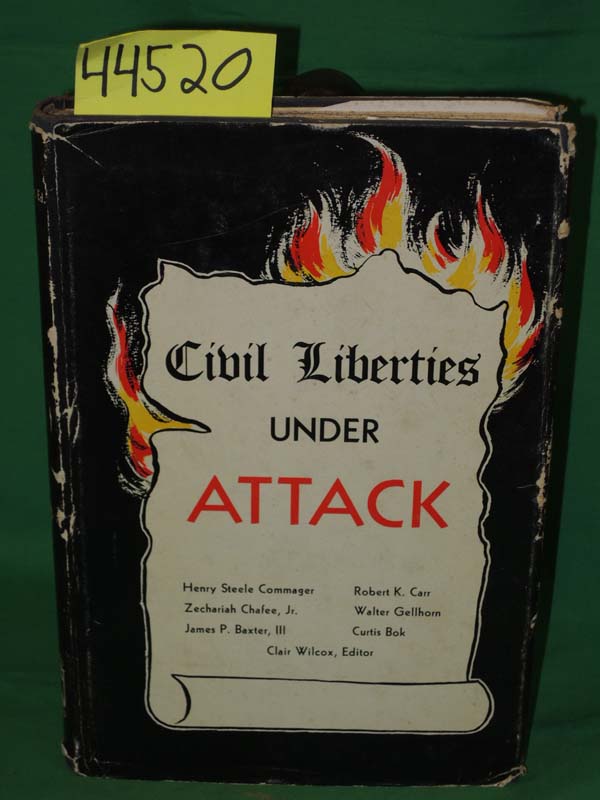 44520
Civil Liberties
UNDER
ATTACK
Henry Steele Commager Robert K. Carr
Zechariah Chafee, Jr. Walter Gellhorn
James P. Baxter, III Curtis Bok
Clair Wilcox, Editor